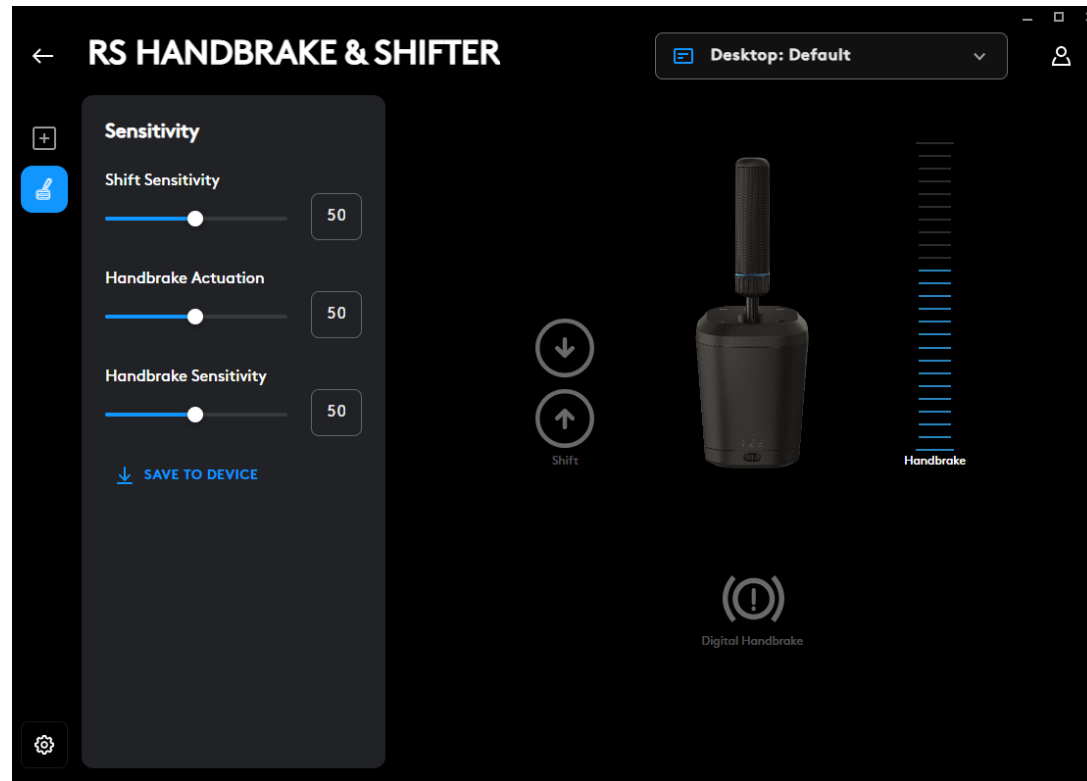 RS HANDBRAKE & SHIFTER
Desktop: Default
Sensitivity
Shift Sensitivity
50
Handbrake Actuation
50
Handbrake Sensitivity
50
SAVE TO DEVICE
Shift
Handbrake
Digital Handbrake